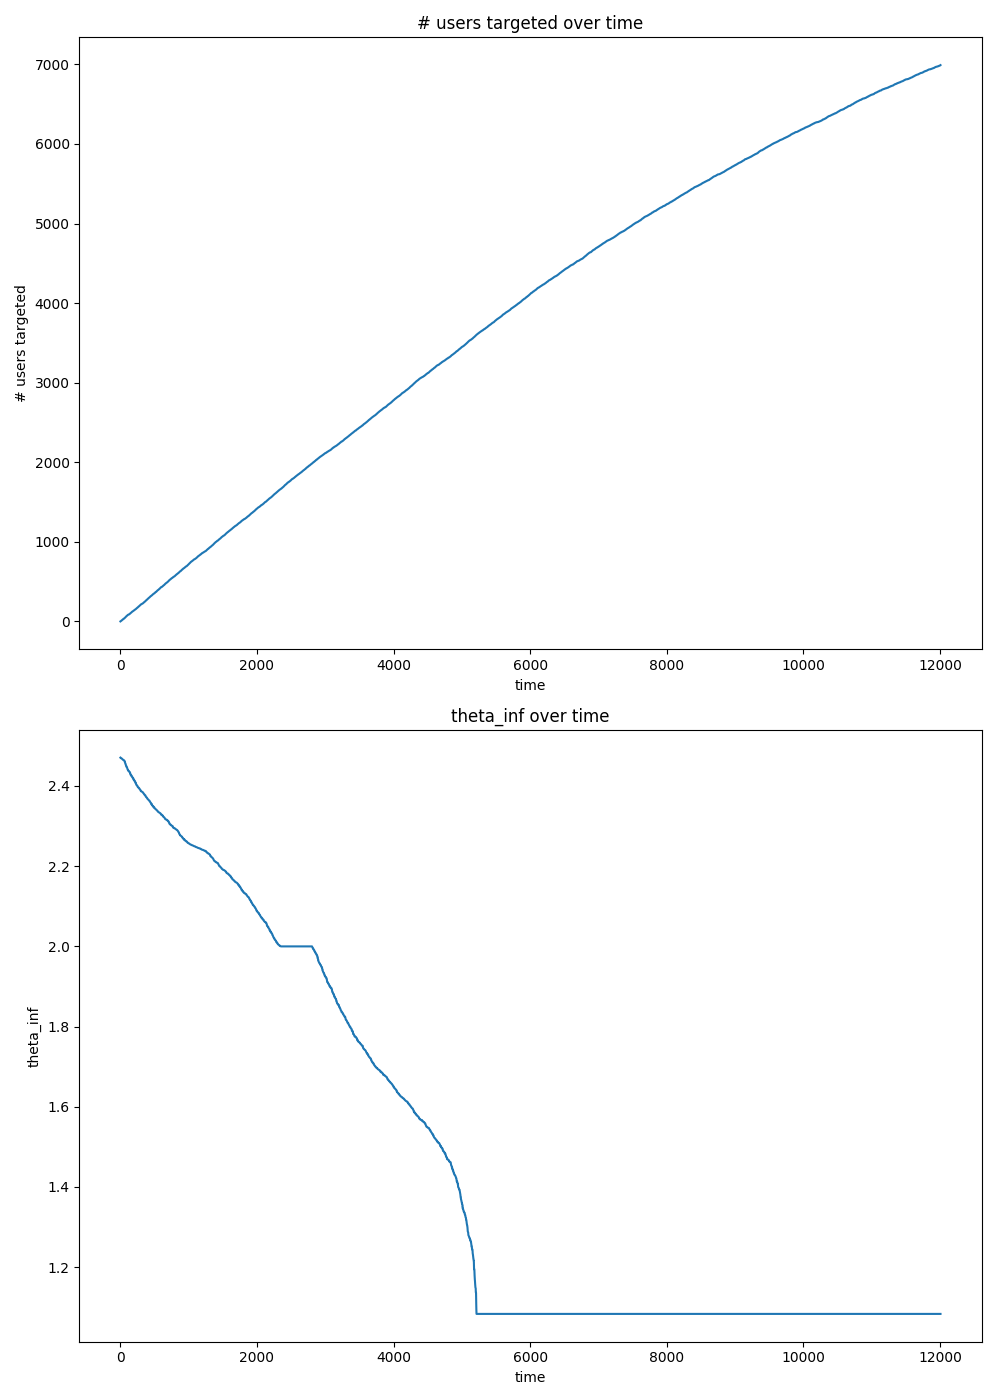 # users targeted over time
7000
6000
5000
4000
3000
2000
1000
0
# users targeted
0 2000 4000 6000 8000 10000 12000
time
theta_inf over time
2.4
2.2
2.0
1.8
1.6
1.4
1.2
theta_inf
0 2000 4000 6000 8000 10000 12000
time